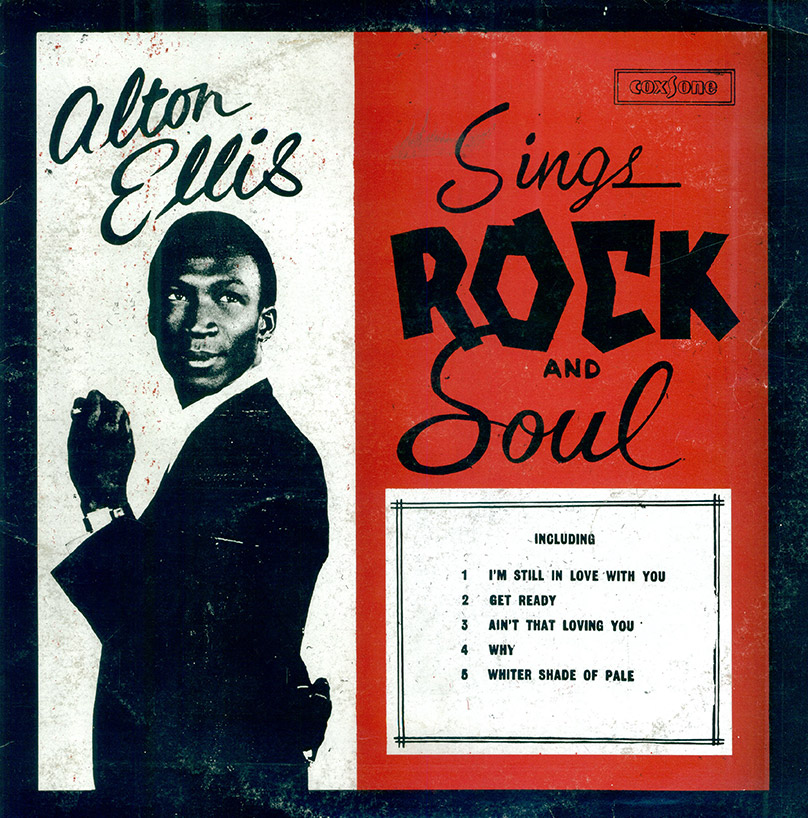 Alton
Ellis
coxsone
Sings
ROCK
AND
Soul
INCLUDING
1 I'M STILL IN LOVE WITH YOU
2 GET READY
3 AIN'T THAT LOVING YOU
4 WHY
5 WHITER SHADE OF PALE